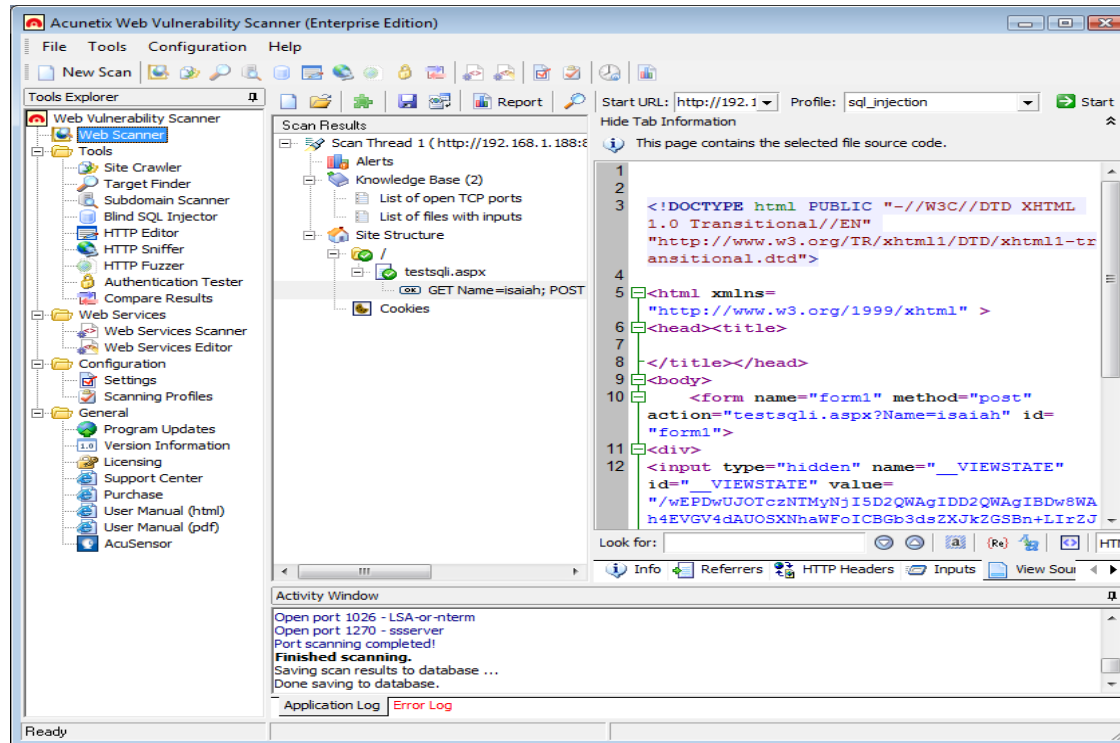 Acunetix Web Vulnerability Scanner (Enterprise Edition)
File Tools Configuration Help
New Scan
Tools Explorer
Web Vulnerability Scanner
Web Scanner
Tools
Site Crawler
Target Finder
Subdomain Scanner
Blind SQL Injector
HTTP Editor
HTTP Sniffer
HTTP Fuzzer
Authentication Tester
Compare Results
Web Services
Web Services Scanner
Web Services Editor
Configuration
Settings
Scanning Profiles
General
Program Updates
1.0 Version Information
Licensing
Support Center
Purchase
User Manual (html)
User Manual (pdf)
AcuSensor
Report
Scan Results
Scan Thread 1 ( http://192.168.1.188:8
Alerts
Knowledge Base (2)
List of open TCP ports
List of files with inputs
Site Structure
/
testsqli.aspx
OK GET Name=isaiah; POST
Cookies
Start URL: http://192.1 Profile: sql_injection Start
Hide Tab Information
This page contains the selected file source code.
1
2
3 <!DOCTYPE html PUBLIC "-//W3C//DTD XHTML
1.0 Transitional//EN"
"http://www.w3.org/TR/xhtml1/DTD/xhtml1-tr
ansitional.dtd">
4
5 <html xmlns=
"http://www.w3.org/1999/xhtml" >
6 <head><title>
7
8 </title></head>
9 <body>
10 <form name="form1" method="post"
action="testsqli.aspx?Name=isaiah" id=
"form1">
11 <div>
12 <input type="hidden" name="__VIEWSTATE"
id="__VIEWSTATE" value=
"/wEPDwUJOTczNTMyNjI5D2QWAgIDD2QWAgIBDw8WA
h4EVGV4dAUOSXNhaWFoICBGb3dsZXJkZGSBn+LIrZJ
Look for: {Re} HTM
Info Referrers HTTP Headers Inputs View Sour
Activity Window
Open port 1026 - LSA-or-nterm
Open port 1270 - ssserver
Port scanning completed!
Finished scanning.
Saving scan results to database ...
Done saving to database.
Application Log Error Log
Ready